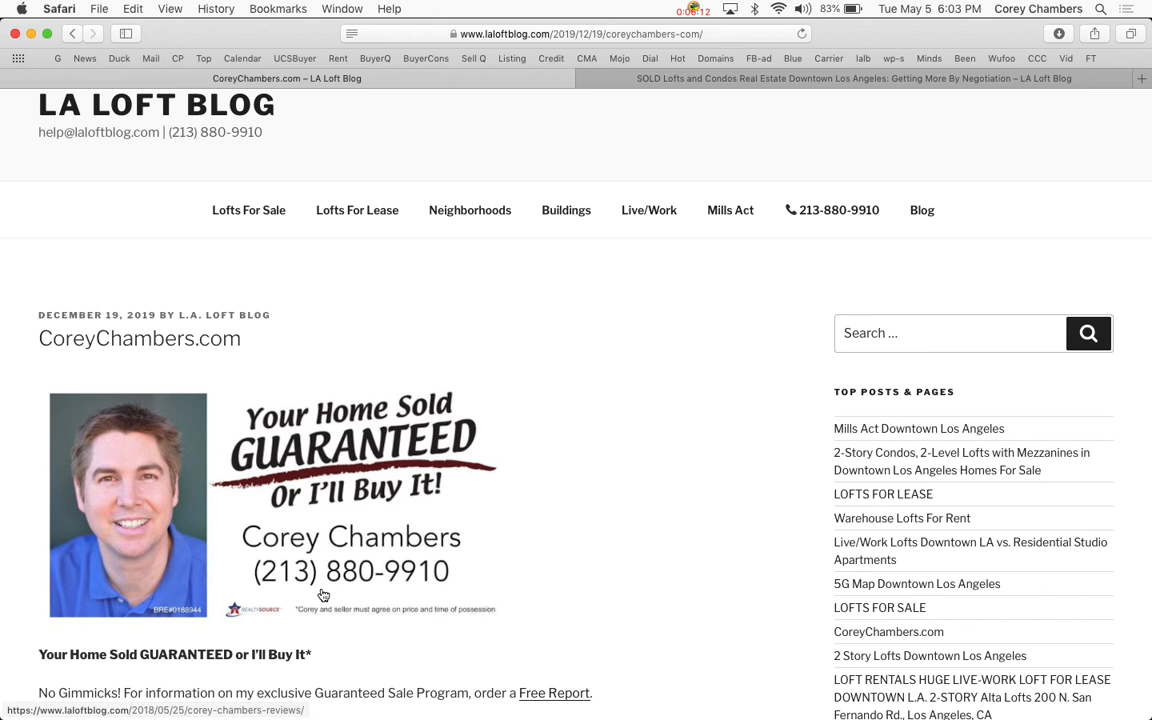 Safari File Edit View History Bookmarks Window Help 0:06:12 83% Tue May 5 6:03 PM Corey Chambers
www.laloftblog.com/2019/12/19/coreychambers-com/
G News Duck Mail CP Top Calendar UCSBuyer Rent BuyerQ BuyerCons Sell Q Listing Credit CMA Mojo Dial Hot Domains FB-ad Blue Carrier lalb wp-s Minds Been Wufoo CCC Vid FT
CoreyChambers.com – LA Loft Blog
SOLD Lofts and Condos Real Estate Downtown Los Angeles: Getting More By Negotiation – LA Loft Blog
LA LOFT BLOG
help@laloftblog.com | (213) 880-9910
Lofts For Sale Lofts For Lease Neighborhoods Buildings Live/Work Mills Act 213-880-9910 Blog
DECEMBER 19, 2019 BY L.A. LOFT BLOG
CoreyChambers.com
Your Home Sold
GUARANTEED
Or I'll Buy It!
Corey Chambers
(213) 880-9910
BRE#0168944
REALTYSOURCE
*Corey and seller must agree on price and time of possession
Your Home Sold GUARANTEED or I'll Buy It*
No Gimmicks! For information on my exclusive Guaranteed Sale Program, order a Free Report.
Search …
TOP POSTS & PAGES
Mills Act Downtown Los Angeles
2-Story Condos, 2-Level Lofts with Mezzanines in
Downtown Los Angeles Homes For Sale
LOFTS FOR LEASE
Warehouse Lofts For Rent
Live/Work Lofts Downtown LA vs. Residential Studio
Apartments
5G Map Downtown Los Angeles
LOFTS FOR SALE
CoreyChambers.com
2 Story Lofts Downtown Los Angeles
LOFT RENTALS HUGE LIVE-WORK LOFT FOR LEASE
DOWNTOWN L.A. 2-STORY Alta Lofts 200 N. San
Fernando Rd., Los Angeles, CA
https://www.laloftblog.com/2018/05/25/corey-chambers-reviews/